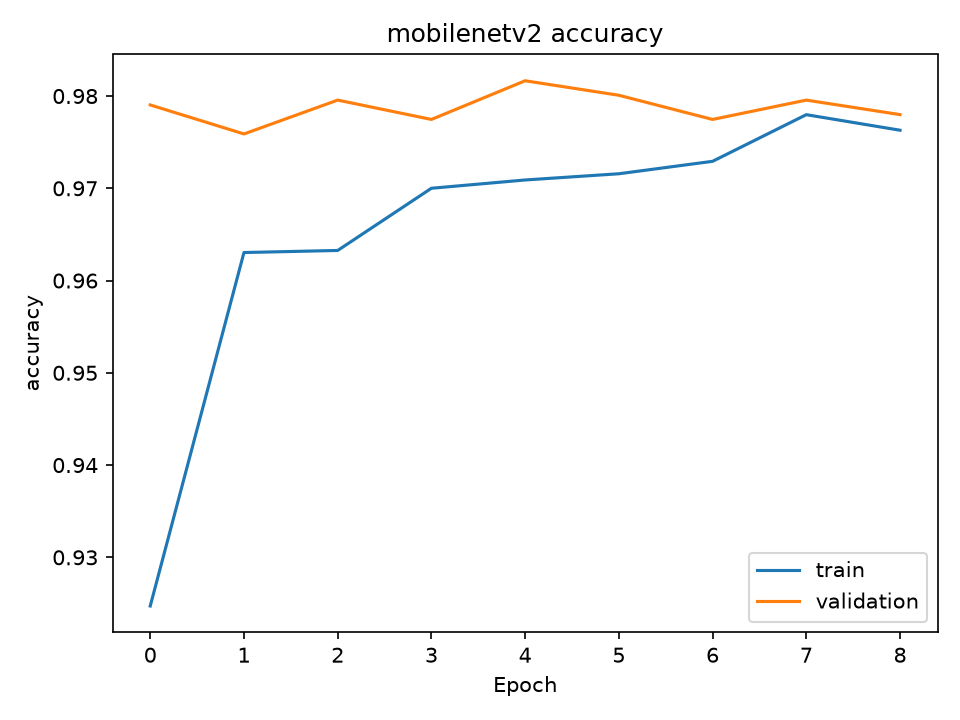 mobilenetv2 accuracy
accuracy
0.98
0.97
0.96
0.95
0.94
0.93
0 1 2 3 4 5 6 7 8
Epoch
train
validation